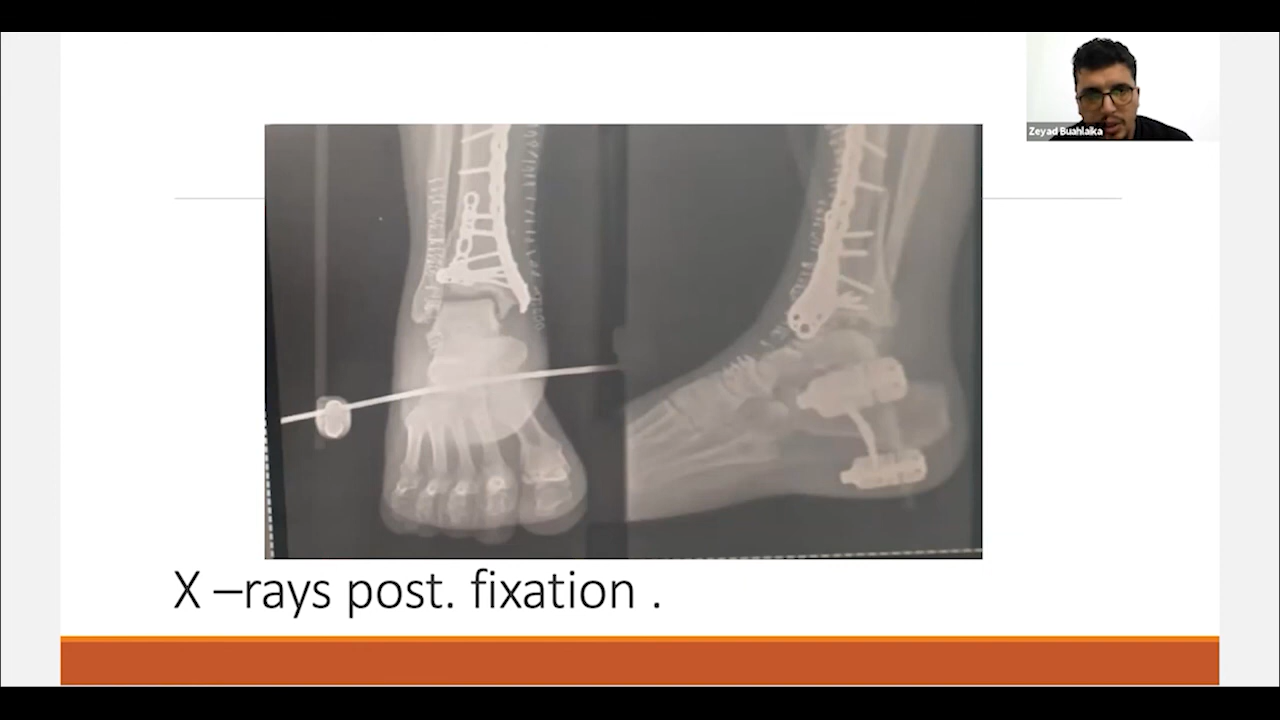 Zeyad Buahlaika
X –rays post. fixation .